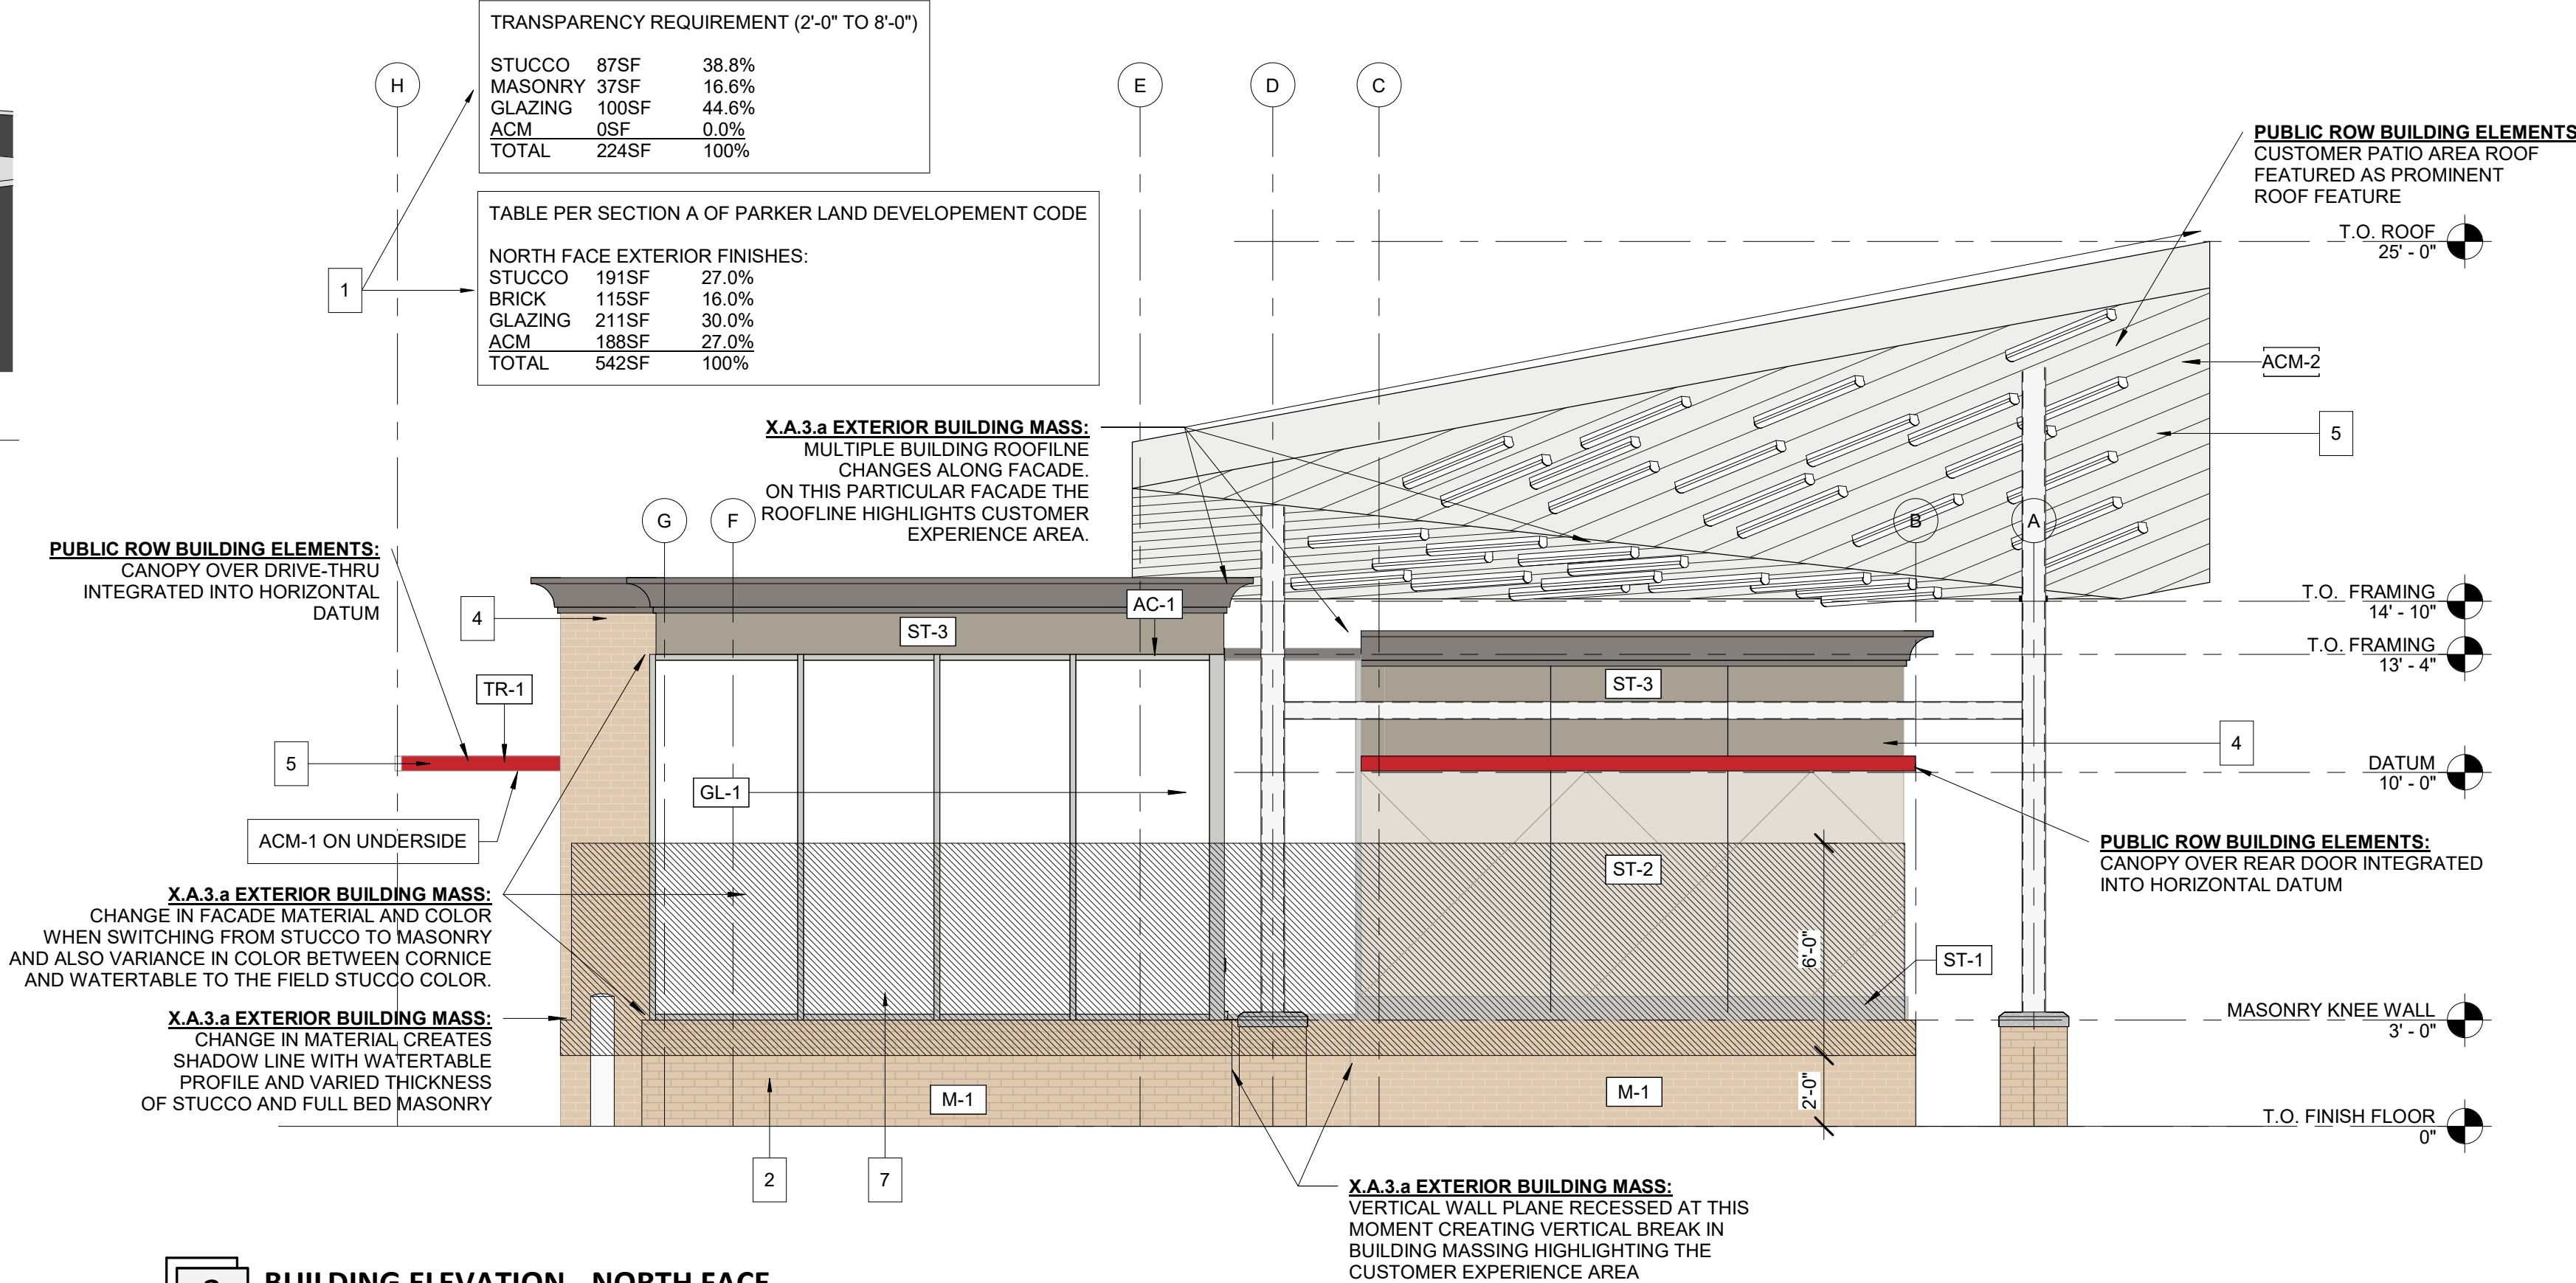 TRANSPARENCY REQUIREMENT (2'-0" TO 8'-0")
STUCCO 87SF 38.8%
MASONRY 37SF 16.6%
GLAZING 100SF 44.6%
ACM 0SF 0.0%
TOTAL 224SF 100%
H
E
D
C
TABLE PER SECTION A OF PARKER LAND DEVELOPEMENT CODE
NORTH FACE EXTERIOR FINISHES:
STUCCO 191SF 27.0%
BRICK 115SF 16.0%
GLAZING 211SF 30.0%
ACM 188SF 27.0%
TOTAL 542SF 100%
1
PUBLIC ROW BUILDING ELEMENTS
CUSTOMER PATIO AREA ROOF
FEATURED AS PROMINENT
ROOF FEATURE
T.O. ROOF
25' - 0"
ACM-2
5
X.A.3.a EXTERIOR BUILDING MASS:
MULTIPLE BUILDING ROOFILNE
CHANGES ALONG FACADE.
ON THIS PARTICULAR FACADE THE
ROOFLINE HIGHLIGHTS CUSTOMER
EXPERIENCE AREA.
G
F
B
A
PUBLIC ROW BUILDING ELEMENTS:
CANOPY OVER DRIVE-THRU
INTEGRATED INTO HORIZONTAL
DATUM
4
AC-1
ST-3
T.O. FRAMING
14' - 10"
T.O. FRAMING
13' - 4"
TR-1
ST-3
5
4
GL-1
DATUM
10' - 0"
ACM-1 ON UNDERSIDE
ST-2
PUBLIC ROW BUILDING ELEMENTS:
CANOPY OVER REAR DOOR INTEGRATED
INTO HORIZONTAL DATUM
X.A.3.a EXTERIOR BUILDING MASS:
CHANGE IN FACADE MATERIAL AND COLOR
WHEN SWITCHING FROM STUCCO TO MASONRY
AND ALSO VARIANCE IN COLOR BETWEEN CORNICE
AND WATERTABLE TO THE FIELD STUCCO COLOR.
6'-0"
ST-1
X.A.3.a EXTERIOR BUILDING MASS:
CHANGE IN MATERIAL CREATES
SHADOW LINE WITH WATERTABLE
PROFILE AND VARIED THICKNESS
OF STUCCO AND FULL BED MASONRY
MASONRY KNEE WALL
3' - 0"
M-1
M-1
2'-0"
T.O. FINISH FLOOR
0"
2
7
X.A.3.a EXTERIOR BUILDING MASS:
VERTICAL WALL PLANE RECESSED AT THIS
MOMENT CREATING VERTICAL BREAK IN
BUILDING MASSING HIGHLIGHTING THE
CUSTOMER EXPERIENCE AREA
BUILDING ELEVATION - NORTH FACE